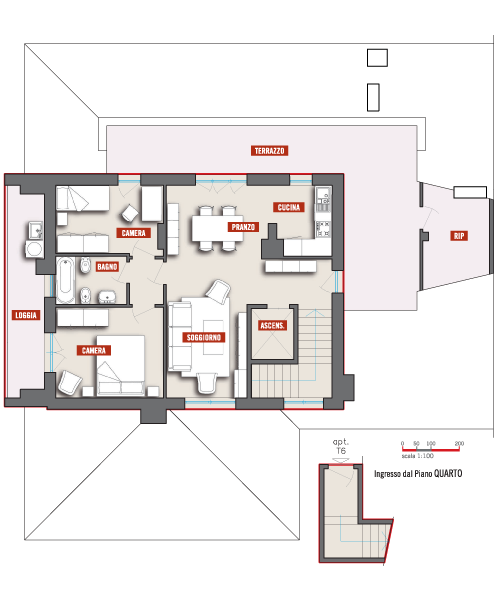 TERRAZZO
CUCINA
PRANZO
CAMERA
RIP
BAGNO
LOGGIA
ASCENS.
SOGGIORNO
CAMERA
apt.
T6
0 50 100 200
scala 1:100
Ingresso dal Piano QUARTO